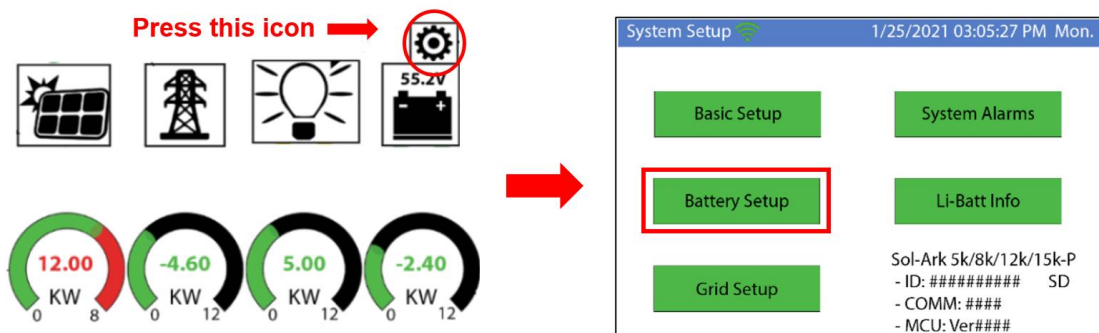 Press this icon
55.2V
12.00
KW
0 8
-4.60
KW
0 12
5.00
KW
0 12
-2.40
KW
0 12
System Setup 1/25/2021 03:05:27 PM Mon.
Basic Setup
System Alarms
Battery Setup
Li-Batt Info
Grid Setup
Sol-Ark 5k/8k/12k/15k-P
- ID: ########## SD
- COMM: ####
- MCU: Ver####